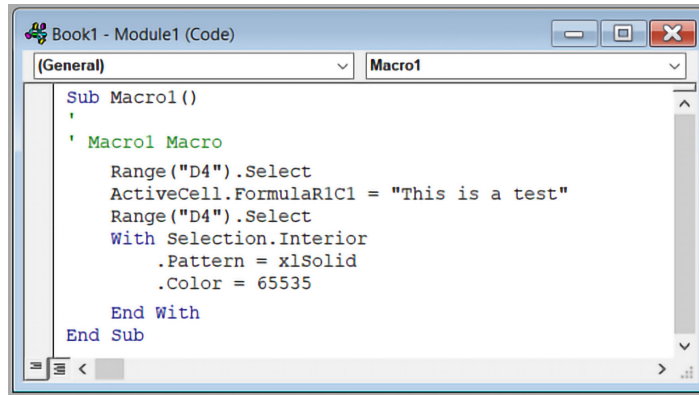 Book1 - Module1 (Code)
(General) Macro1
Sub Macro1()
'
' Macro1 Macro
Range("D4").Select
ActiveCell.FormulaR1C1 = "This is a test"
Range("D4").Select
With Selection.Interior
.Pattern = xlSolid
.Color = 65535
End With
End Sub